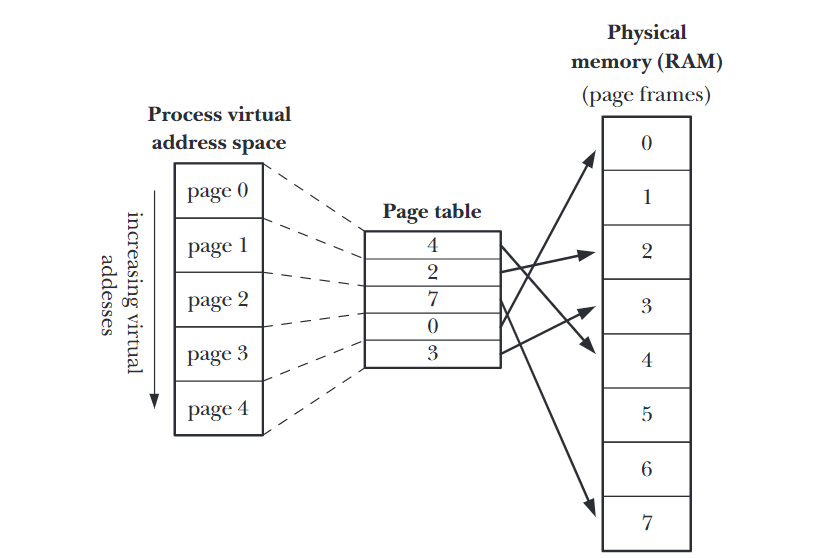 Process virtual
address space
page 0
page 1
page 2
page 3
page 4
increasing virtual
addesses
Page table
4
2
7
0
3
Physical
memory (RAM)
(page frames)
0
1
2
3
4
5
6
7